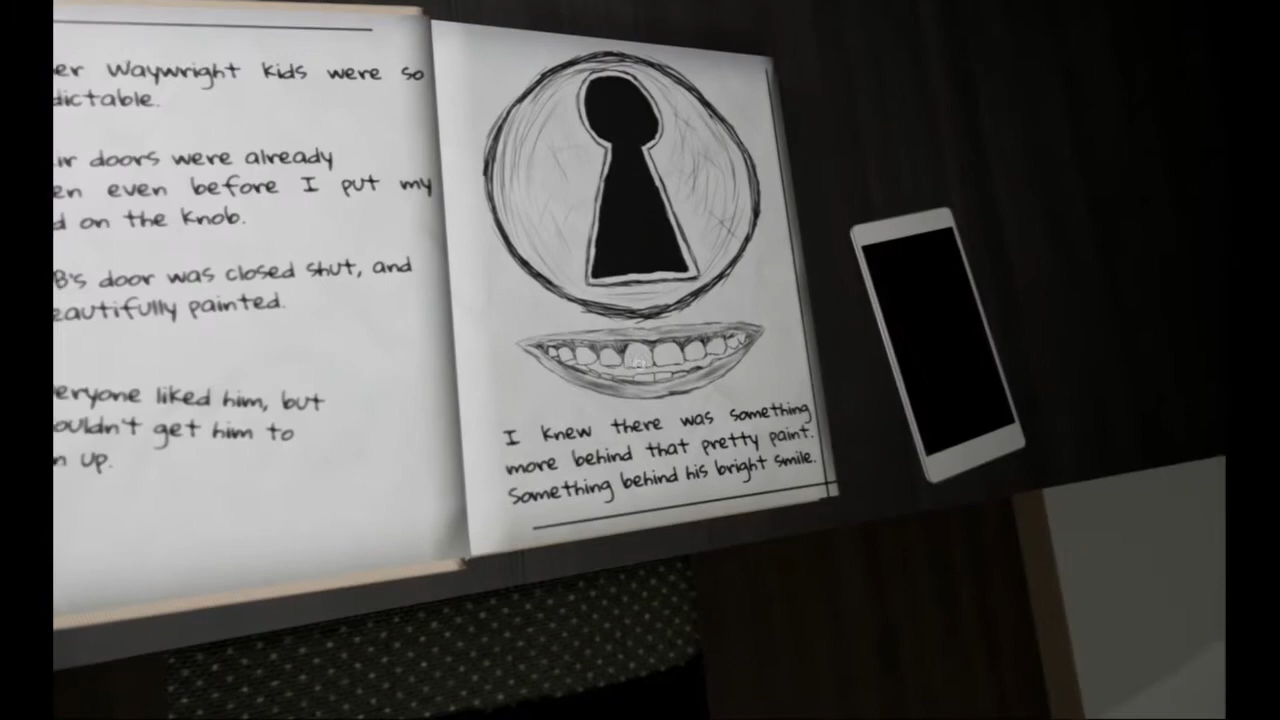 er Waywright kids were so
dictable.
ir doors were already
en even before I put my
d on the knob.
B's door was closed shut, and
eautifully painted.
eryone liked him, but
ouldn't get him to
n up.
I knew there was something
more behind that pretty paint.
Something behind his bright smile.